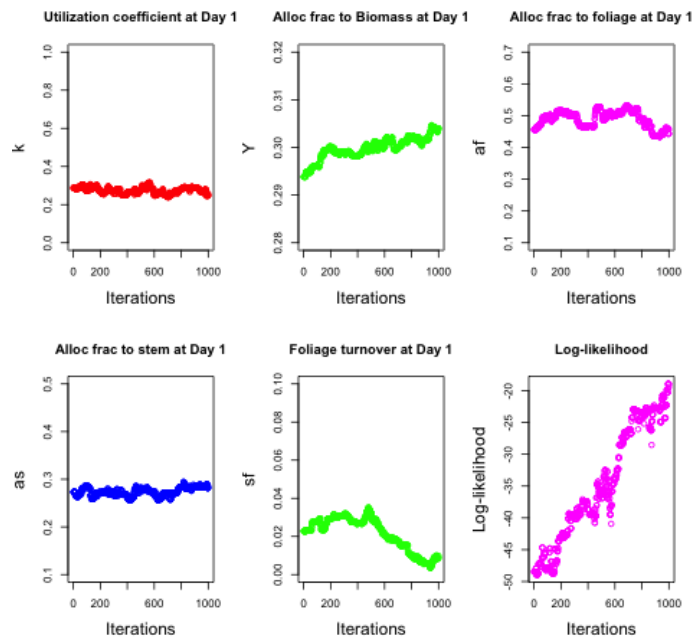 Utilization coefficient at Day 1
k
0.0 0.2 0.4 0.6 0.8 1.0
0 200 600 1000
Iterations
Alloc frac to Biomass at Day 1
Y
0.28 0.29 0.30 0.31 0.32
0 200 600 1000
Iterations
Alloc frac to foliage at Day 1
af
0.1 0.2 0.3 0.4 0.5 0.6 0.7
0 200 600 1000
Iterations
Alloc frac to stem at Day 1
as
0.1 0.2 0.3 0.4 0.5
0 200 600 1000
Iterations
Foliage turnover at Day 1
sf
0.00 0.02 0.04 0.06 0.08 0.10
0 200 600 1000
Iterations
Log-likelihood
Log-likelihood
-50 -45 -40 -35 -30 -25 -20
0 200 600 1000
Iterations